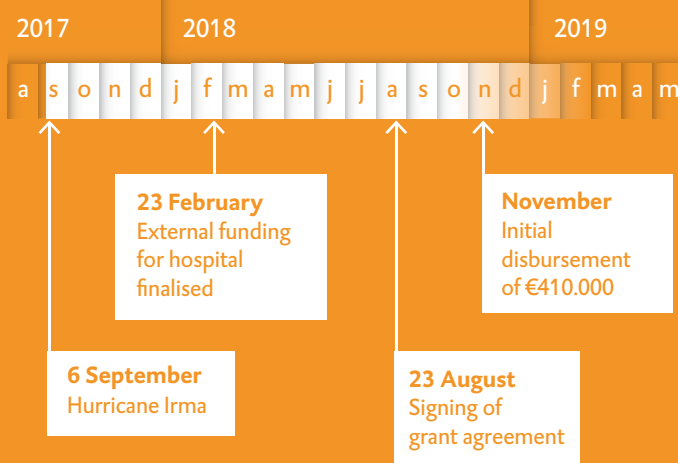 2017 2018 2019
a s o n d j f m a m j j a s o n d j f m a m
23 February
External funding
for hospital
finalised
November
Initial
disbursement
of €410.000
6 September
Hurricane Irma
23 August
Signing of
grant agreement